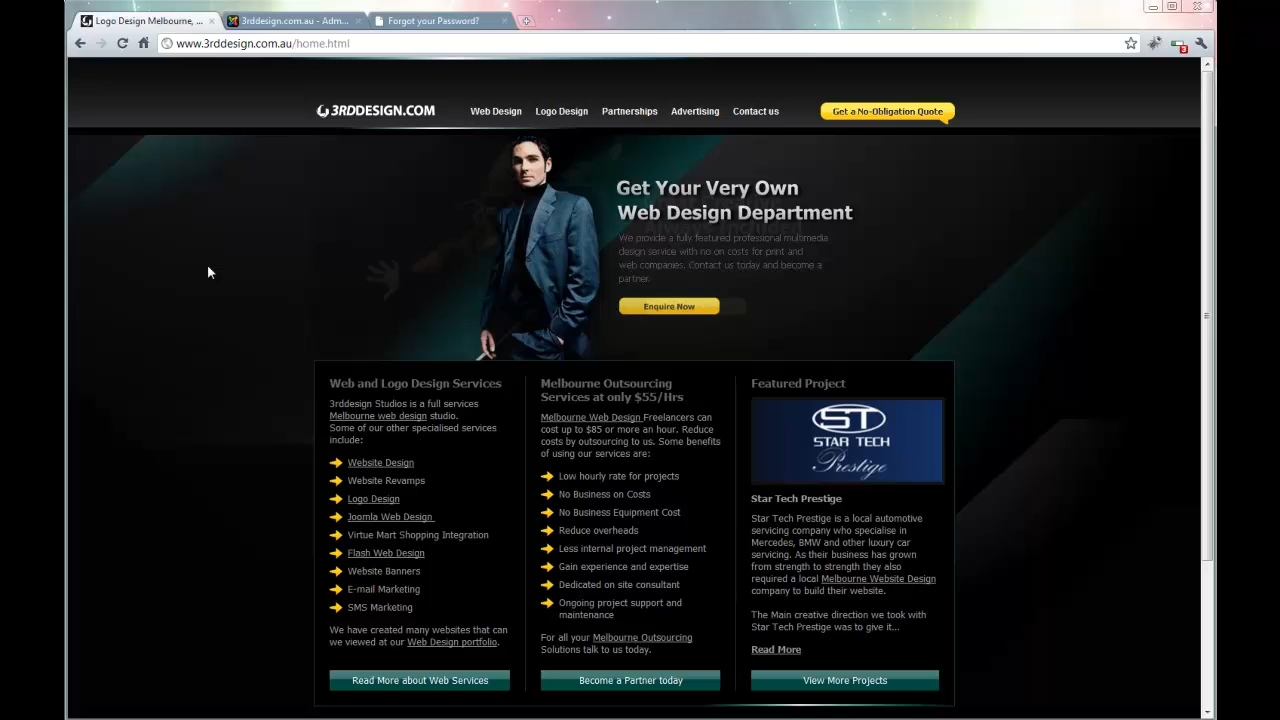 Logo Design Melbourne, ...
3rddesign.com.au - Adm...
Forgot your Password?
www.3rddesign.com.au/home.html
3
3RDDESIGN.COM
Web Design
Logo Design
Partnerships
Advertising
Contact us
Get a No-Obligation Quote
Get Your Very Own
Web Design Department
We provide a fully featured professional multimedia
design service with no on costs for print and
web companies. Contact us today and become a
partner.
Enquire Now
Web and Logo Design Services
3rddesign Studios is a full services
Melbourne web design studio.
Some of our other specialised services
include:
Website Design
Website Revamps
Logo Design
Joomla Web Design
Virtue Mart Shopping Integration
Flash Web Design
Website Banners
E-mail Marketing
SMS Marketing
We have created many websites that can
we viewed at our Web Design portfolio.
Read More about Web Services
Melbourne Outsourcing
Services at only $55/Hrs
Melbourne Web Design Freelancers can
cost up to $85 or more an hour. Reduce
costs by outsourcing to us. Some benefits
of using our services are:
Low hourly rate for projects
No Business on Costs
No Business Equipment Cost
Reduce overheads
Less internal project management
Gain experience and expertise
Dedicated on site consultant
Ongoing project support and
maintenance
For all your Melbourne Outsourcing
Solutions talk to us today.
Become a Partner today
Featured Project
ST
STAR TECH
Prestige
Star Tech Prestige
Star Tech Prestige is a local automotive
servicing company who specialise in
Mercedes, BMW and other luxury car
servicing. As their business has grown
from strength to strength they also
required a local Melbourne Website Design
company to build their website.
The Main creative direction we took with
Star Tech Prestige was to give it...
Read More
View More Projects